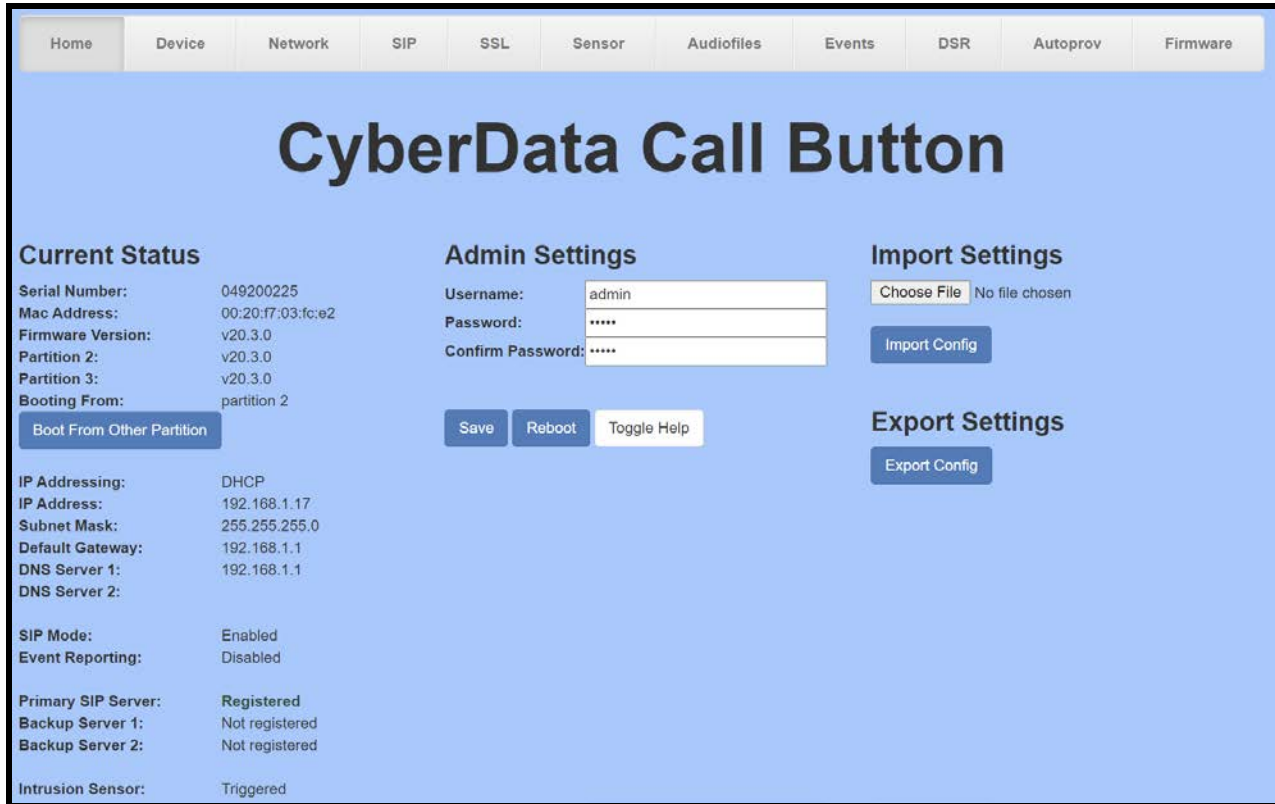 Home Device Network SIP SSL Sensor Audiofiles Events DSR Autoprov Firmware
CyberData Call Button
Current Status
Serial Number: 049200225
Mac Address: 00:20:f7:03:fc:e2
Firmware Version: v20.3.0
Partition 2: v20.3.0
Partition 3: v20.3.0
Booting From: partition 2
Boot From Other Partition
IP Addressing: DHCP
IP Address: 192.168.1.17
Subnet Mask: 255.255.255.0
Default Gateway: 192.168.1.1
DNS Server 1: 192.168.1.1
DNS Server 2:
SIP Mode: Enabled
Event Reporting: Disabled
Primary SIP Server: Registered
Backup Server 1: Not registered
Backup Server 2: Not registered
Intrusion Sensor: Triggered
Admin Settings
Username: admin
Password: •••••
Confirm Password: •••••
Save Reboot Toggle Help
Import Settings
Choose File No file chosen
Import Config
Export Settings
Export Config